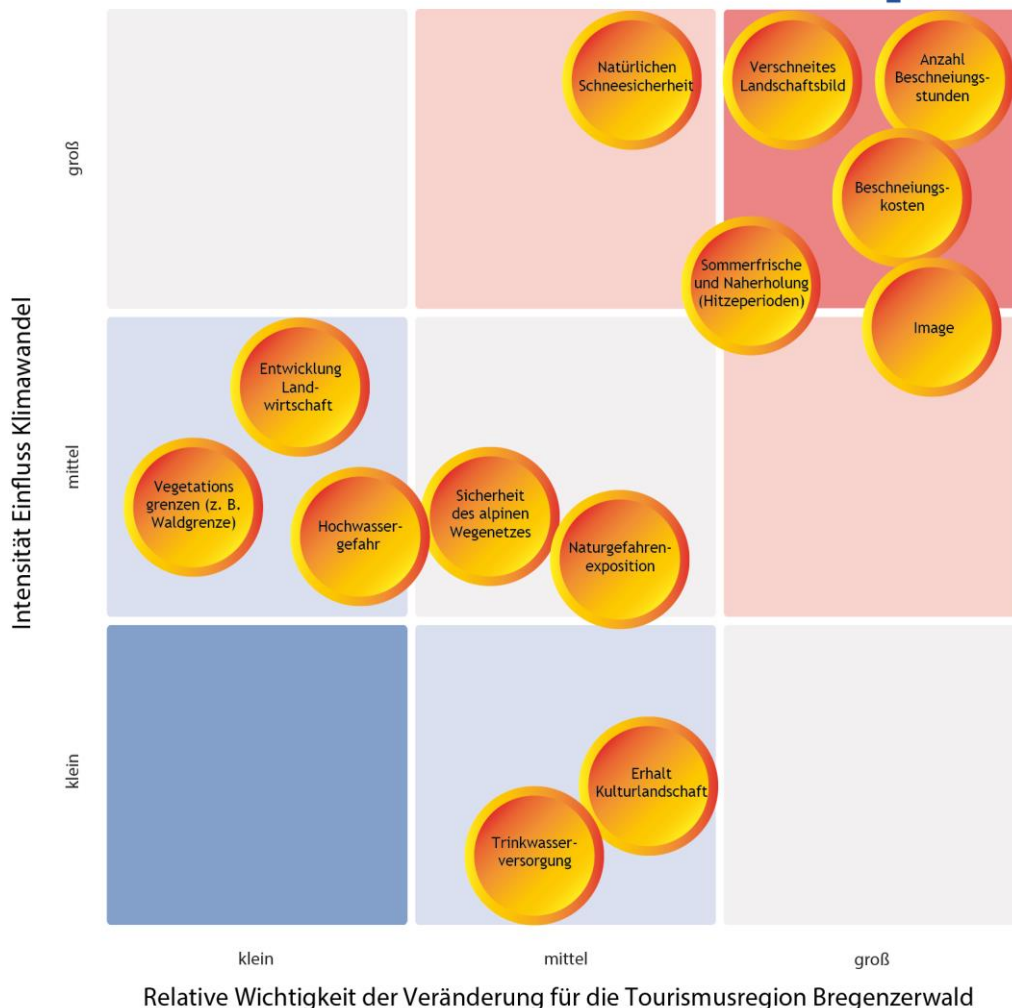 Natürlichen
Schneesicherheit
Verschneites
Landschaftsbild
Anzahl
Beschneiungs-
stunden
Beschneiungs-
kosten
Sommerfrische
und Naherholung
(Hitzeperioden)
Image
Entwicklung
Land-
wirtschaft
Vegetations
grenzen (z. B.
Waldgrenze)
Hochwasser-
gefahr
Sicherheit
des alpinen
Wegenetzes
Naturgefahren-
exposition
Erhalt
Kulturlandschaft
Trinkwasser-
versorgung
Intensität Einfluss Klimawandel
groß
mittel
klein
klein
mittel
groß
Relative Wichtigkeit der Veränderung für die Tourismusregion Bregenzerwald